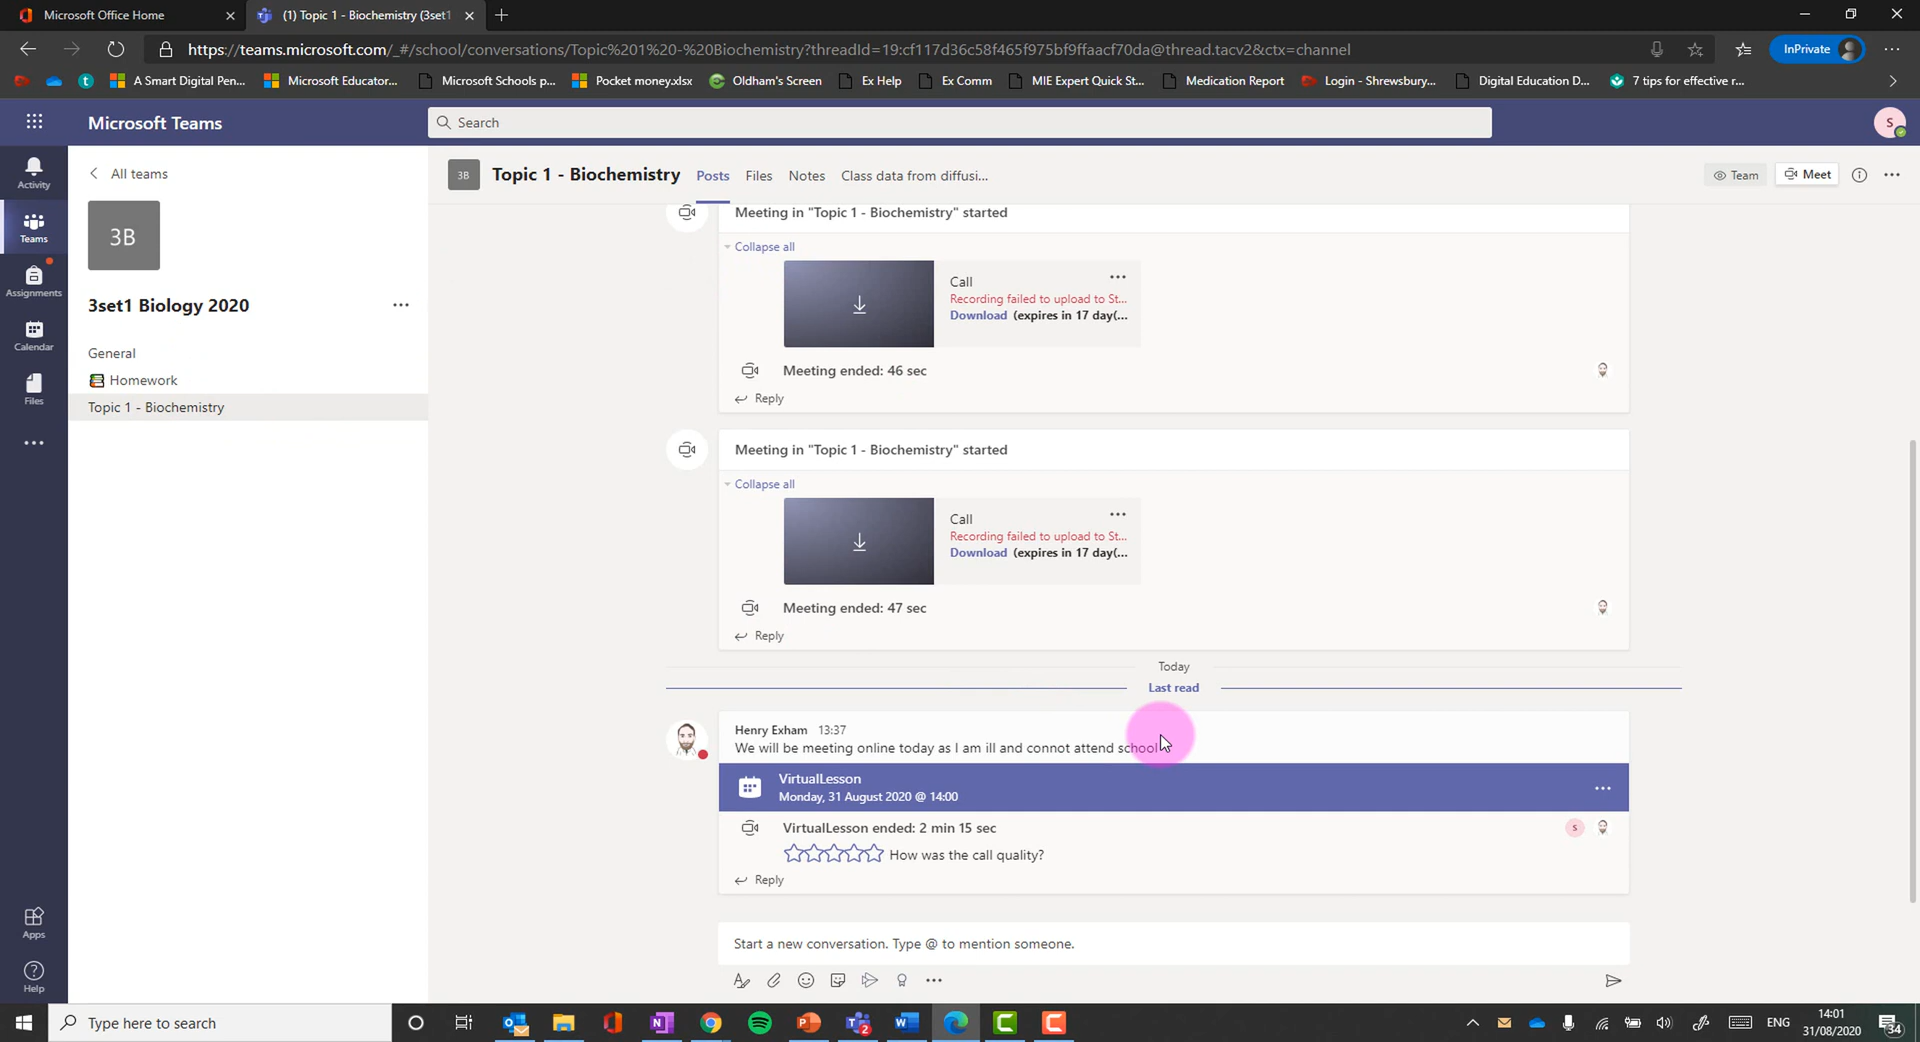 Microsoft Office Home
(1) Topic 1 - Biochemistry (3set1
https://teams.microsoft.com/_#/school/conversations/Topic%201%20-%20Biochemistry?threadId=19:cf117d36c58f465f975bf9ffaacf70da@thread.tacv2&ctx=channel
InPrivate
A Smart Digital Pen...
Microsoft Educator...
Microsoft Schools p...
Pocket money.xlsx
Oldham's Screen
Ex Help
Ex Comm
MIE Expert Quick St...
Medication Report
Login - Shrewsbury...
Digital Education D...
7 tips for effective r...
Microsoft Teams
Search
S
Activity
Teams
Assignments
Calendar
Files
Apps
Help
All teams
3B
3set1 Biology 2020
General
Homework
Topic 1 - Biochemistry
3B
Topic 1 - Biochemistry
Posts
Files
Notes
Class data from diffusi...
Team
Meet
Meeting in "Topic 1 - Biochemistry" started
Collapse all
Call
Recording failed to upload to St...
Download (expires in 17 day(...
Meeting ended: 46 sec
Reply
Meeting in "Topic 1 - Biochemistry" started
Collapse all
Call
Recording failed to upload to St...
Download (expires in 17 day(...
Meeting ended: 47 sec
Reply
Today
Last read
Henry Exham 13:37
We will be meeting online today as I am ill and connot attend school
VirtualLesson
Monday, 31 August 2020 @ 14:00
VirtualLesson ended: 2 min 15 sec
S
How was the call quality?
Reply
Start a new conversation. Type @ to mention someone.
Type here to search
2
ENG
14:01
31/08/2020
34